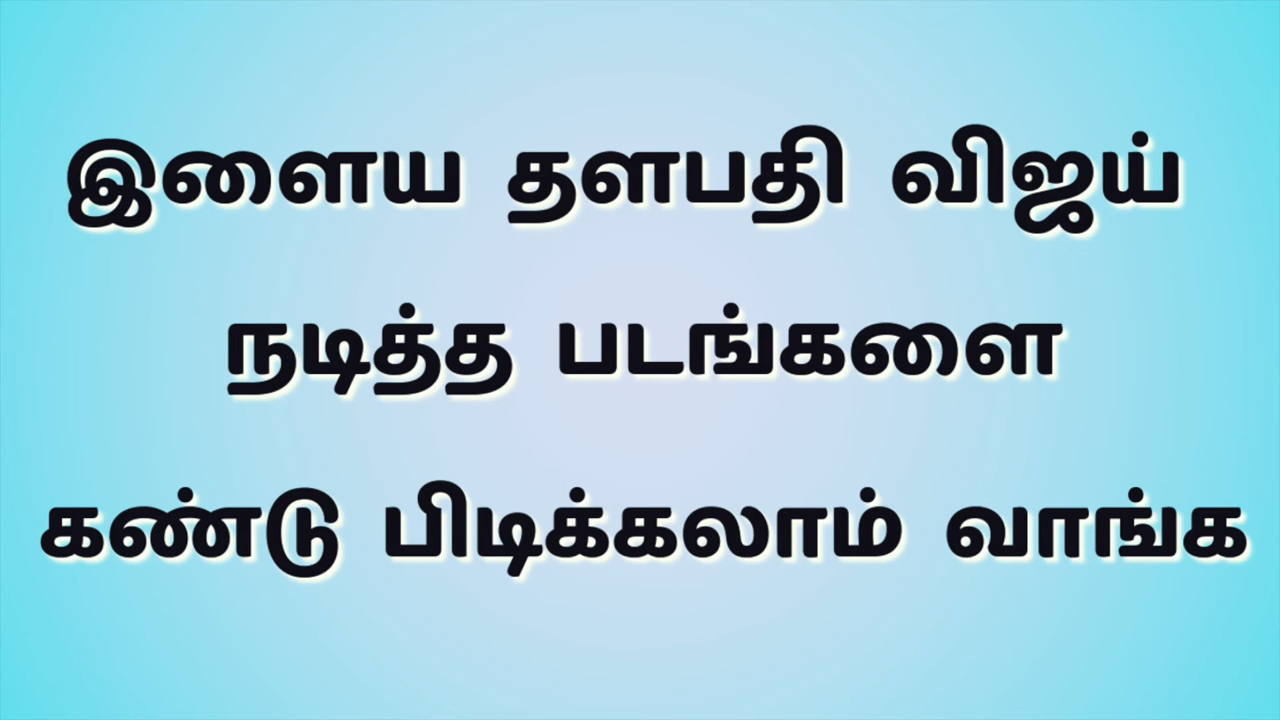 இளைய தளபதி விஜய்
நடித்த படங்களை
கண்டு பிடிக்கலாம் வாங்க